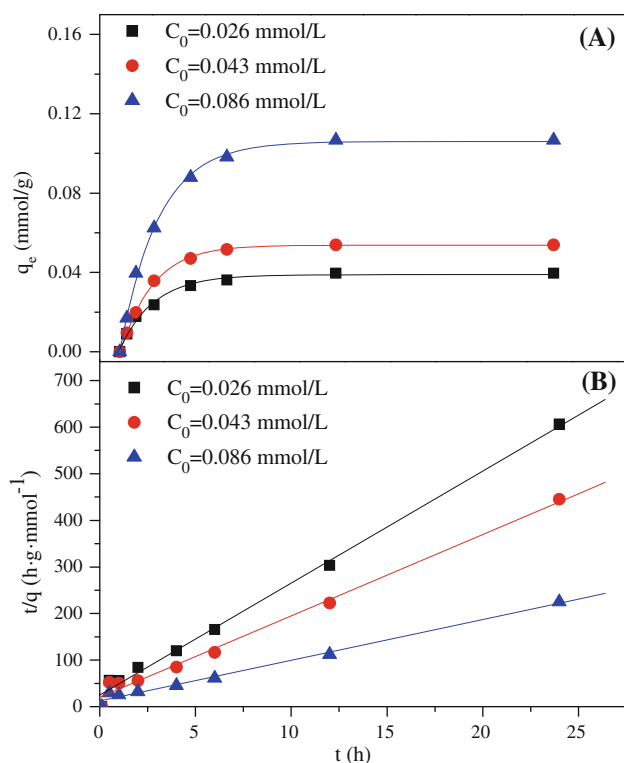 (A)
C₀=0.026 mmol/L
C₀=0.043 mmol/L
C₀=0.086 mmol/L
qₑ (mmol/g)
0.16
0.12
0.08
0.04
0.00
(B)
C₀=0.026 mmol/L
C₀=0.043 mmol/L
C₀=0.086 mmol/L
t/q (h·g·mmol⁻¹)
700
600
500
400
300
200
100
0
0 5 10 15 20 25
t (h)